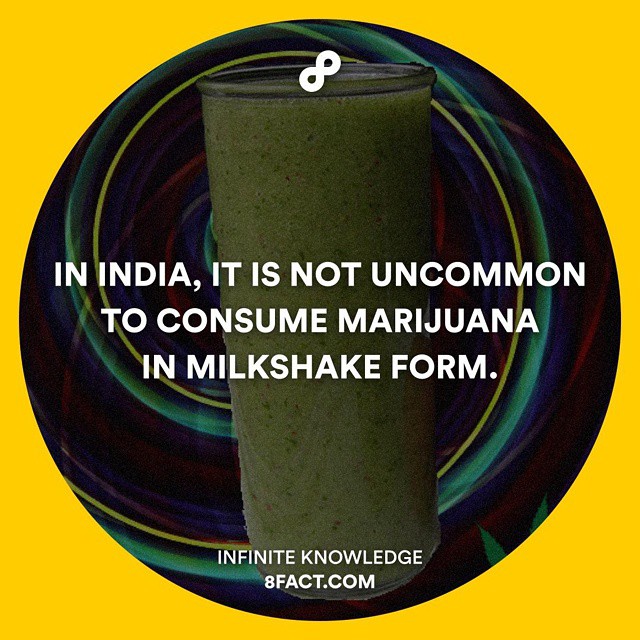 IN INDIA, IT IS NOT UNCOMMON
TO CONSUME MARIJUANA
IN MILKSHAKE FORM.
INFINITE KNOWLEDGE
8FACT.COM